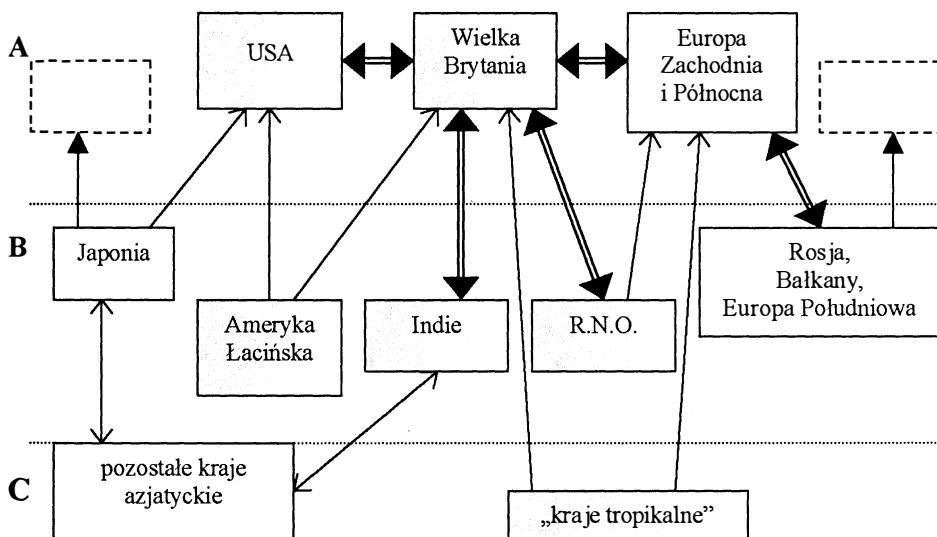 A
USA
Wielka
Brytania
Europa
Zachodnia
i Północna
B
Japonia
Ameryka
Łacińska
Indie
R.N.O.
Rosja,
Bałkany,
Europa Południowa
C
pozostałe kraje
azjatyckie
„kraje tropikalne”